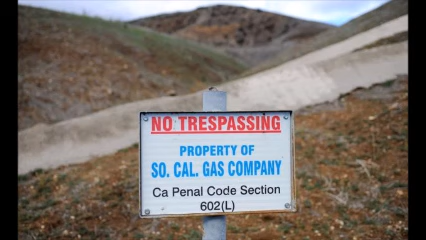 NO TRESPASSING
PROPERTY OF
SO. CAL. GAS COMPANY
Ca Penal Code Section
602(L)